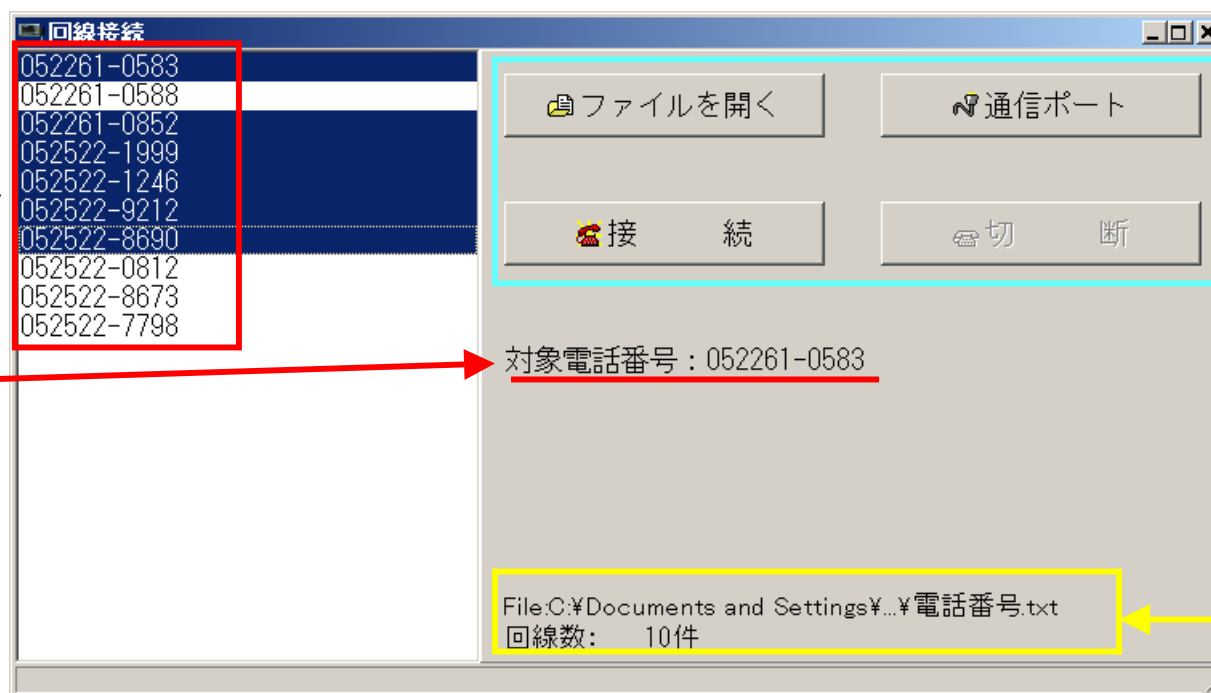 回線接続
052261-0583
052261-0588
052261-0852
052522-1999
052522-1246
052522-9212
052522-8690
052522-0812
052522-8673
052522-7798
ファイルを開く
通信ポート
接 続
切 断
対象電話番号:052261-0583
File:C:¥Documents and Settings¥...¥電話番号.txt
回線数: 10件